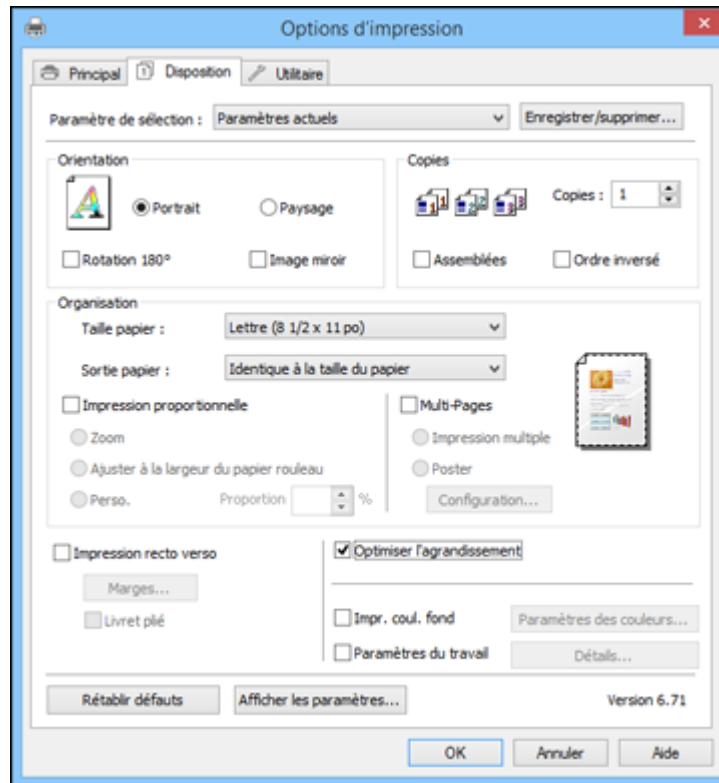 Options d'impression
Principal Disposition Utilitaire
Paramètre de sélection : Paramètres actuels Enregistrer/supprimer...
Orientation
Portrait Paysage
Rotation 180° Image miroir
Copies
Copies : 1
Assemblées Ordre inversé
Organisation
Taille papier : Lettre (8 1/2 x 11 po)
Sortie papier : Identique à la taille du papier
Impression proportionnelle
Zoom
Ajuster à la largeur du papier rouleau
Perso. Proportion %
Multi-Pages
Impression multiple
Poster
Configuration...
Impression recto verso
Marges...
Livret plié
Optimiser l'agrandissement
Impr. coul. fond Paramètres des couleurs...
Paramètres du travail Détails...
Rétablir défauts Afficher les paramètres... Version 6.71
OK Annuler Aide